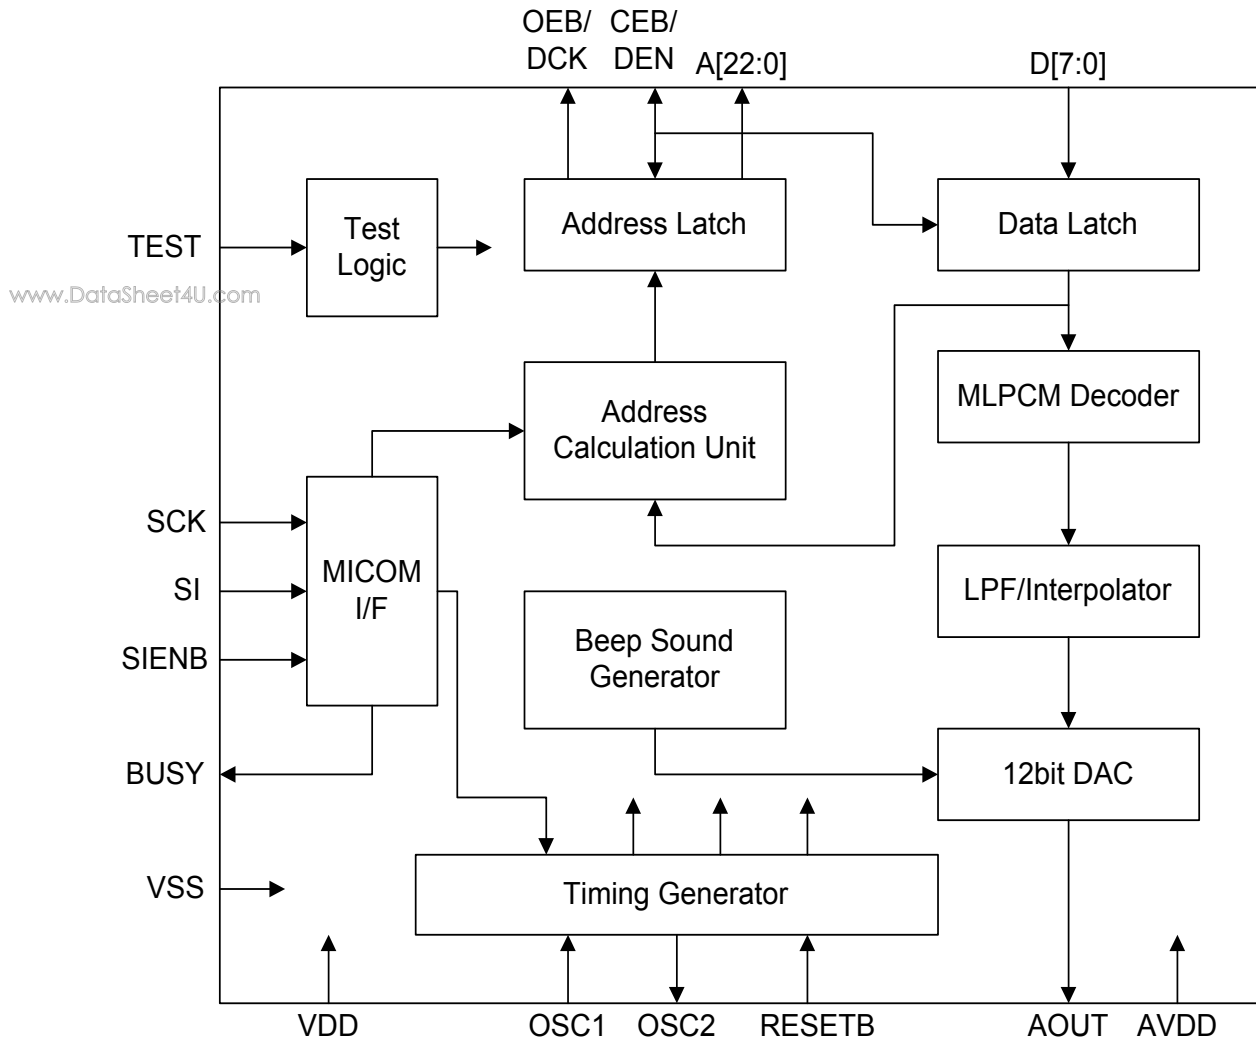 OEB/
DCK
CEB/
DEN
A[22:0]
D[7:0]
TEST
Test
Logic
Address Latch
Data Latch
www.DataSheet4U.com
Address
Calculation Unit
MLPCM Decoder
SCK
SI
SIENB
MICOM
I/F
Beep Sound
Generator
LPF/Interpolator
BUSY
12bit DAC
VSS
Timing Generator
VDD
OSC1
OSC2
RESETB
AOUT
AVDD